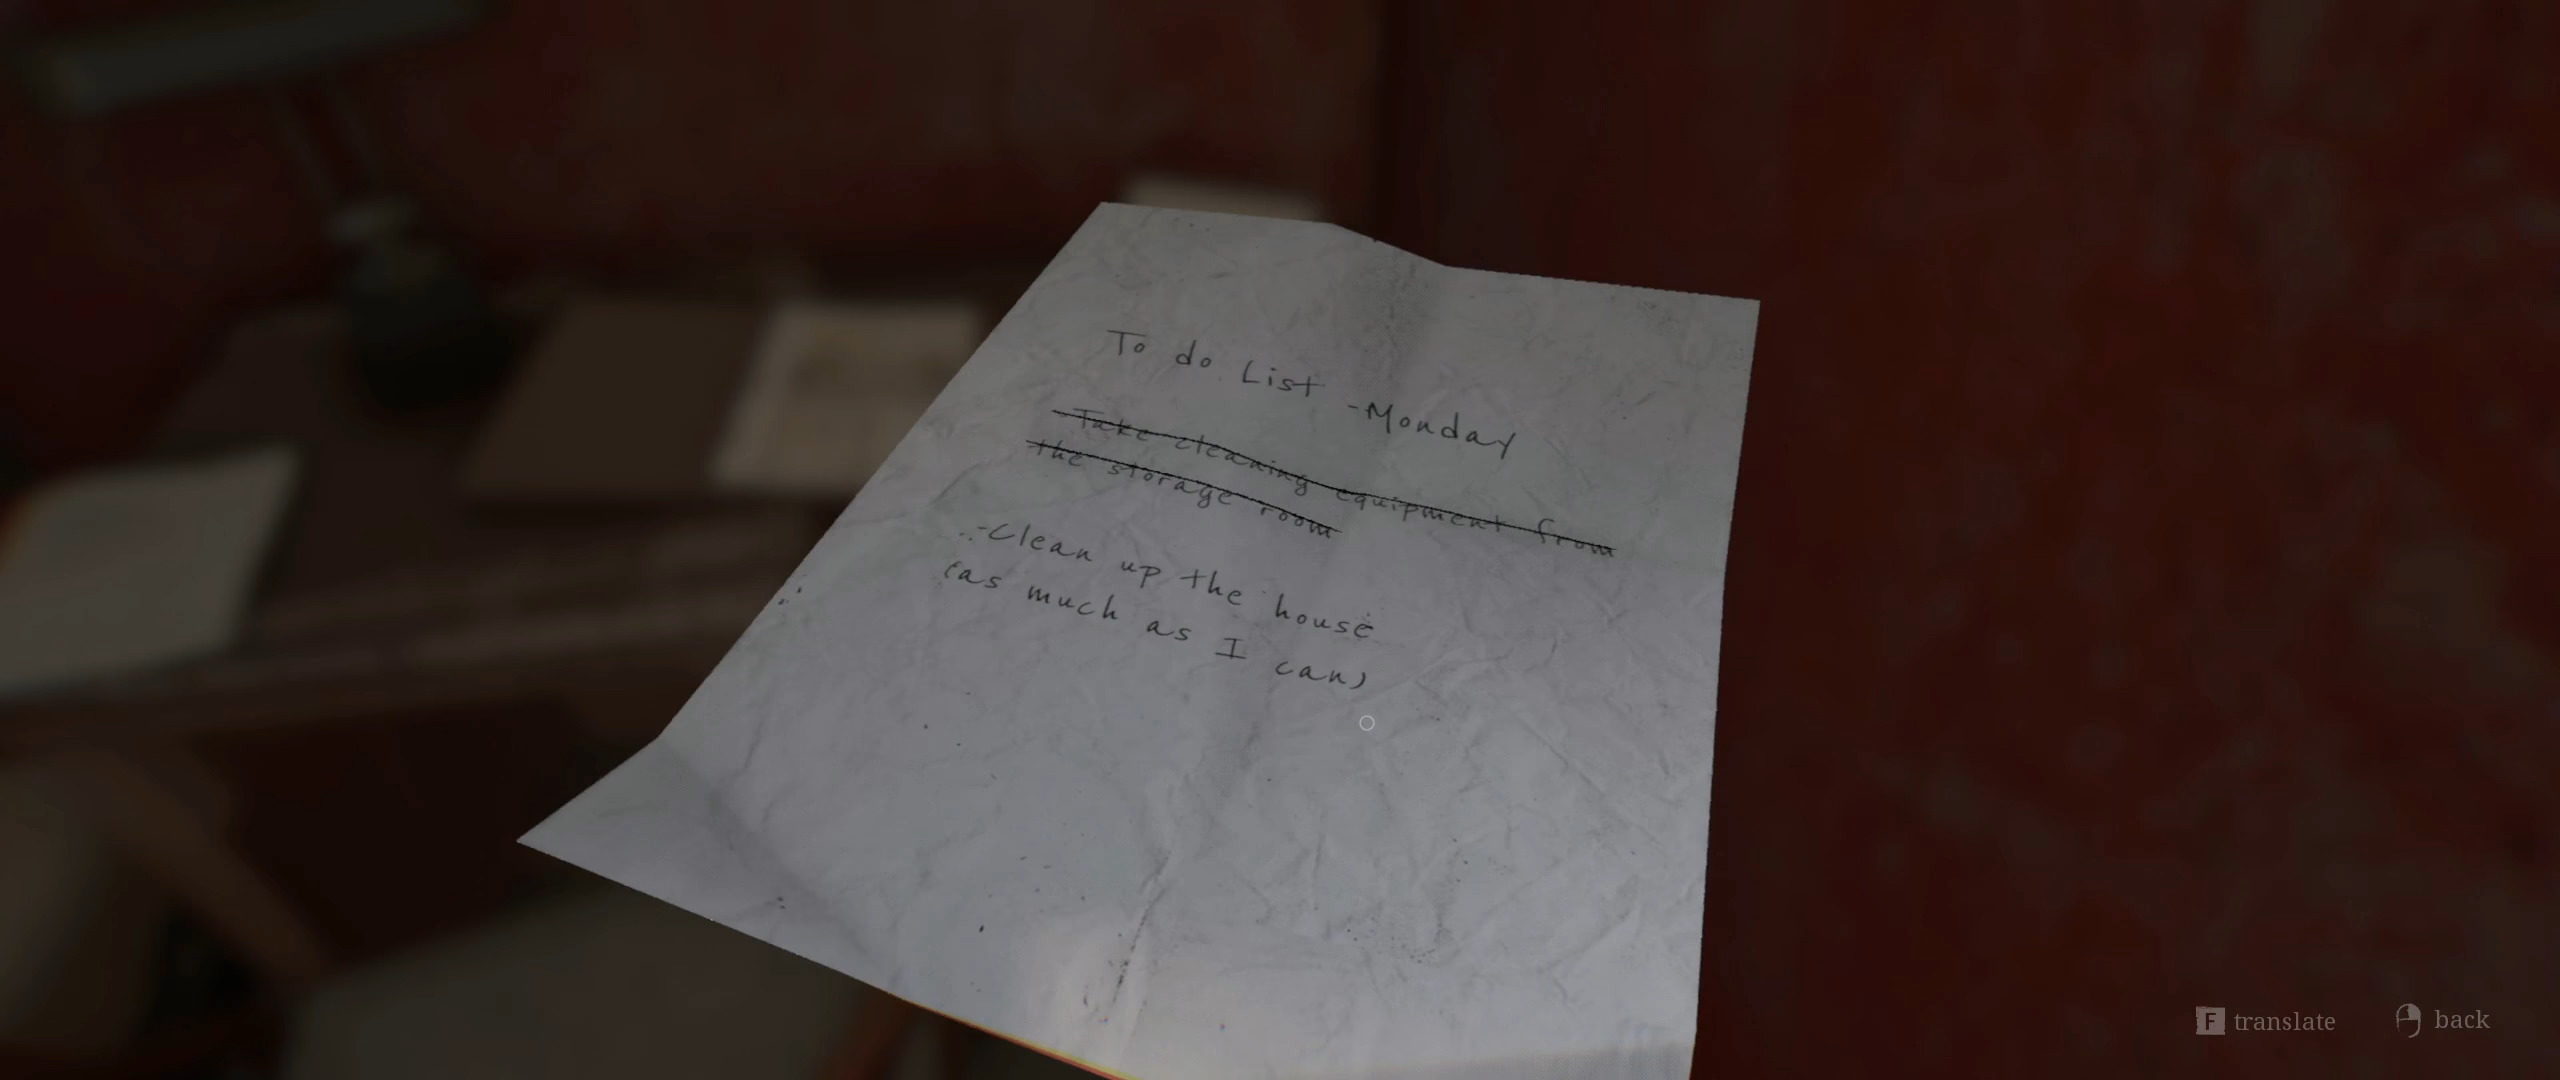 To do List -Monday
-Take cleaning equipment from
the storage room
-Clean up the house
(as much as I can)
F translate back